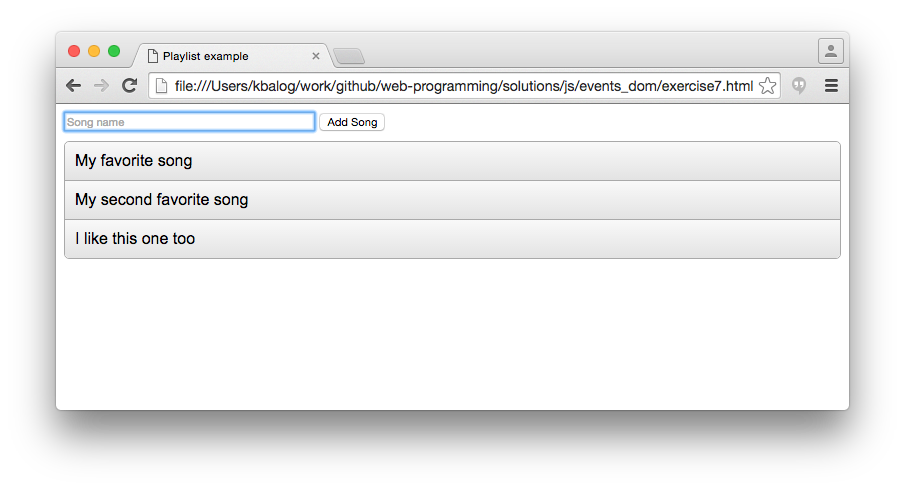 Playlist example
file:///Users/kbalog/work/github/web-programming/solutions/js/events_dom/exercise7.html
Song name
Add Song
My favorite song
My second favorite song
I like this one too